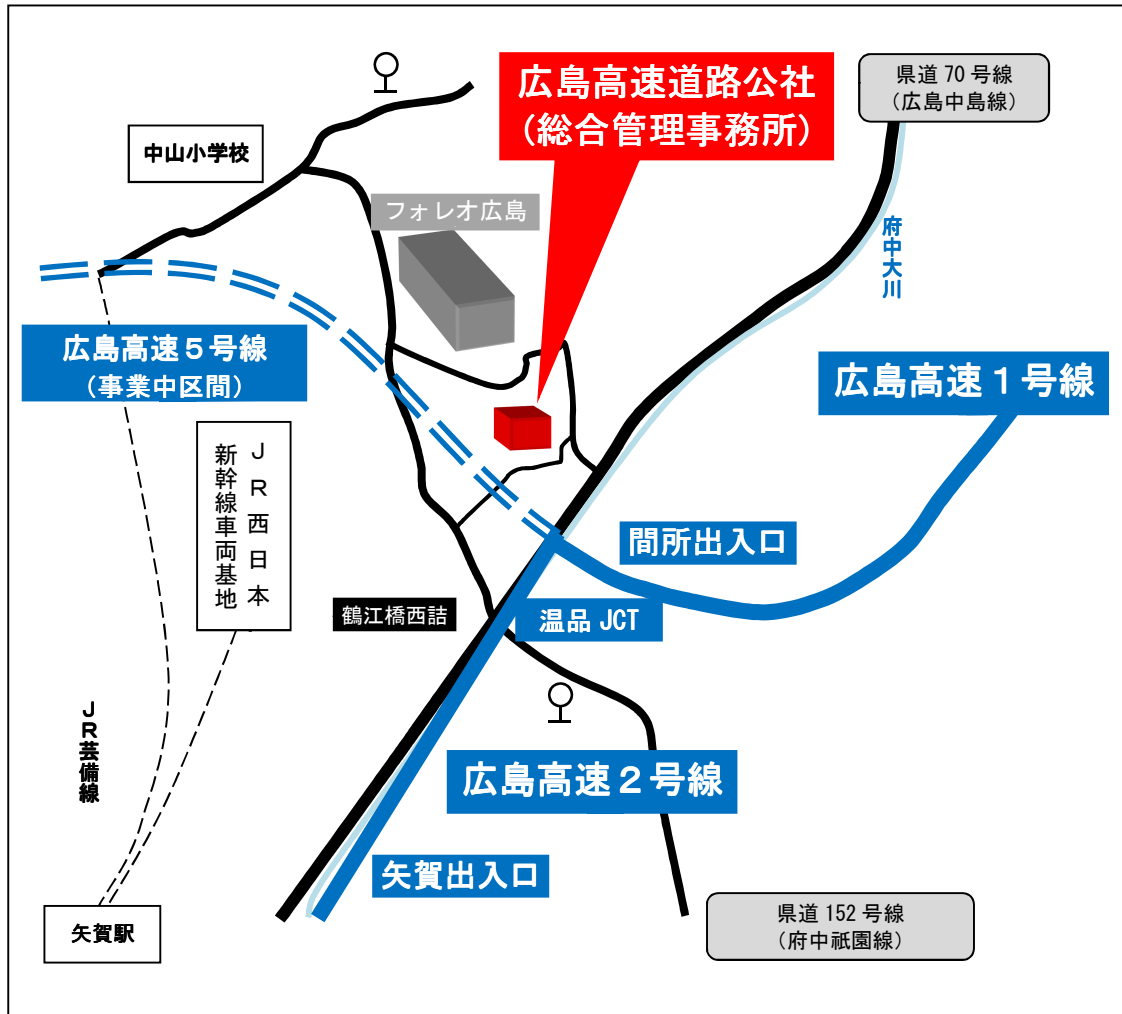 広島高速道路公社
(総合管理事務所)
県道 70 号線
(広島中島線)
中山小学校
フォレオ広島
府中大川
広島高速５号線
(事業中区間)
広島高速１号線
ＪＲ西日本
新幹線車両基地
間所出入口
鶴江橋西詰
温品 JCT
ＪＲ芸備線
広島高速２号線
矢賀出入口
矢賀駅
県道 152 号線
(府中祇園線)